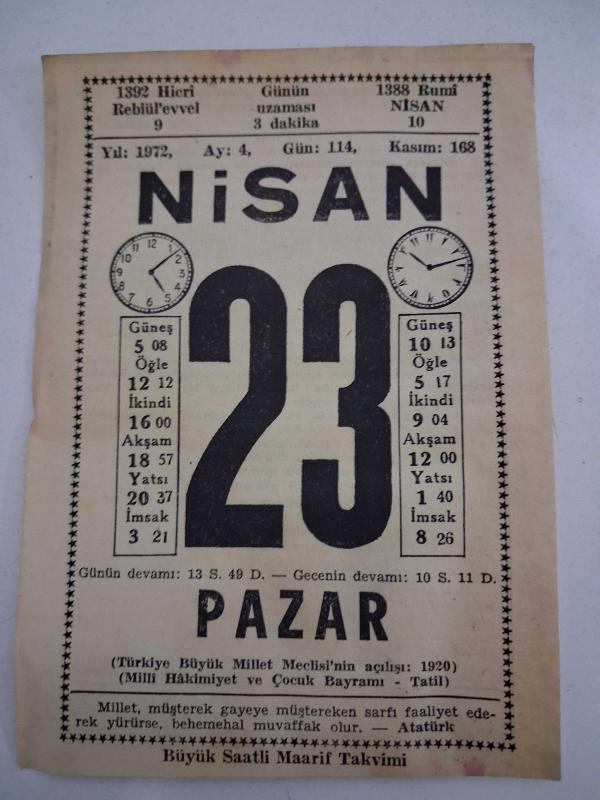 1392 Hicrî Günün 1388 Rumî
Rebiül'evvel uzaması NİSAN
9 3 dakika 10
Yıl: 1972, Ay: 4, Gün: 114, Kasım: 168
NiSAN
23
Güneş
5 08
Öğle
12 12
İkindi
16 00
Akşam
18 57
Yatsı
20 37
İmsak
3 21
Güneş
10 13
Öğle
5 17
İkindi
9 04
Akşam
12 00
Yatsı
1 40
İmsak
8 26
Günün devamı: 13 S. 49 D. — Gecenin devamı: 10 S. 11 D.
PAZAR
(Türkiye Büyük Millet Meclisi'nin açılışı: 1920)
(Millî Hâkimiyet ve Çocuk Bayramı - Tatil)
Millet, müşterek gayeye müştereken sarfı faaliyet ede-
rek yürürse, behemehal muvaffak olur. — Atatürk
Büyük Saatli Maarif Takvimi